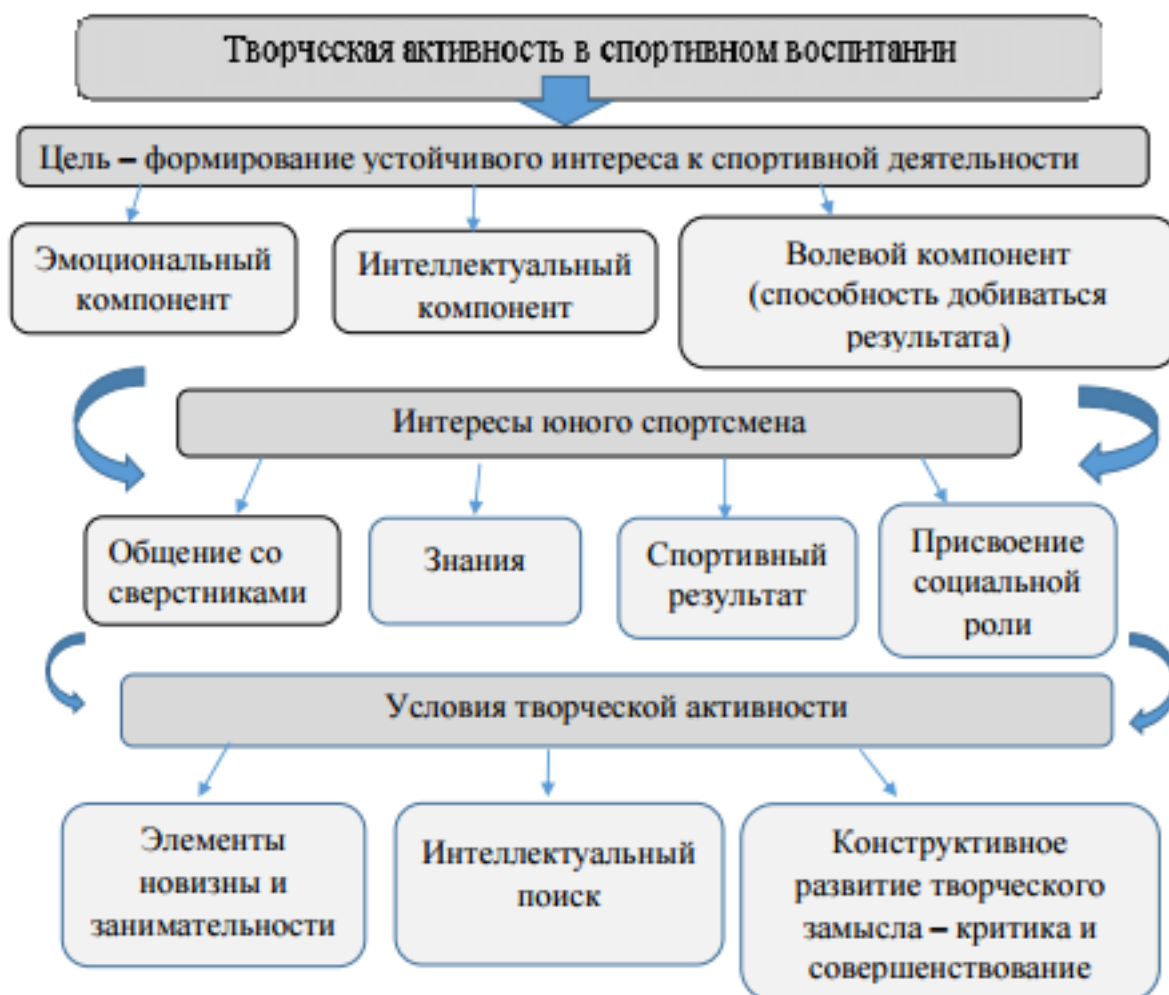 Творческая активность в спортивном воспитании
Цель – формирование устойчивого интереса к спортивной деятельности
Эмоциональный
компонент
Интеллектуальный
компонент
Волевой компонент
(способность добиваться
результата)
Интересы юного спортсмена
Общение со
сверстниками
Знания
Спортивный
результат
Присвоение
социальной
роли
Условия творческой активности
Элементы
новизны и
занимательности
Интеллектуальный
поиск
Конструктивное
развитие творческого
замысла – критика и
совершенствование